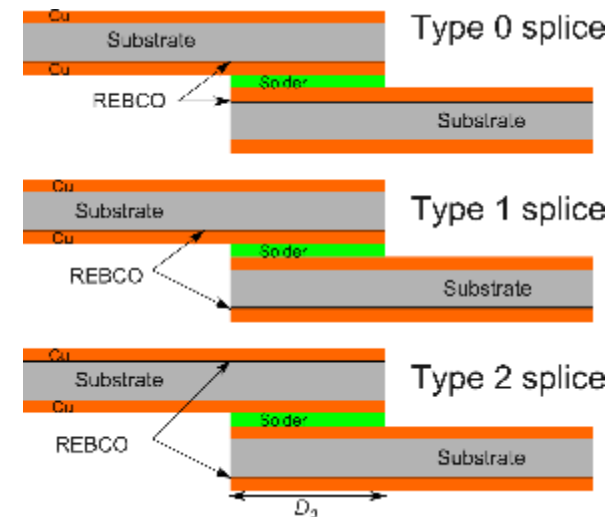 Cu
Substrate
Type 0 splice
Cu
Solder
REBCO
Substrate
Cu
Substrate
Type 1 splice
Cu
Solder
REBCO
Substrate
Cu
Substrate
Type 2 splice
Cu
Solder
REBCO
Substrate